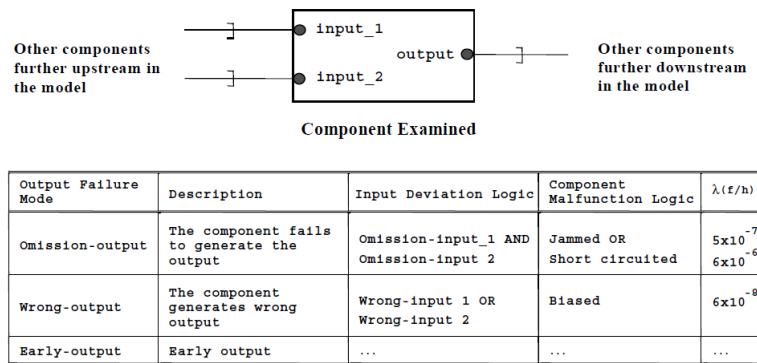 Other components
further upstream in
the model
input_1
input_2
output
Other components
further downstream
in the model
Component Examined
Output Failure
Mode
Description
Input Deviation Logic
Component
Malfunction Logic
λ(f/h)
Omission-output
The component fails
to generate the
output
Omission-input_1 AND
Omission-input 2
Jammed OR
Short circuited
5x10^-7
6x10^-6
Wrong-output
The component
generates wrong
output
Wrong-input 1 OR
Wrong-input 2
Biased
6x10^-8
Early-output
Early output
...
...
...